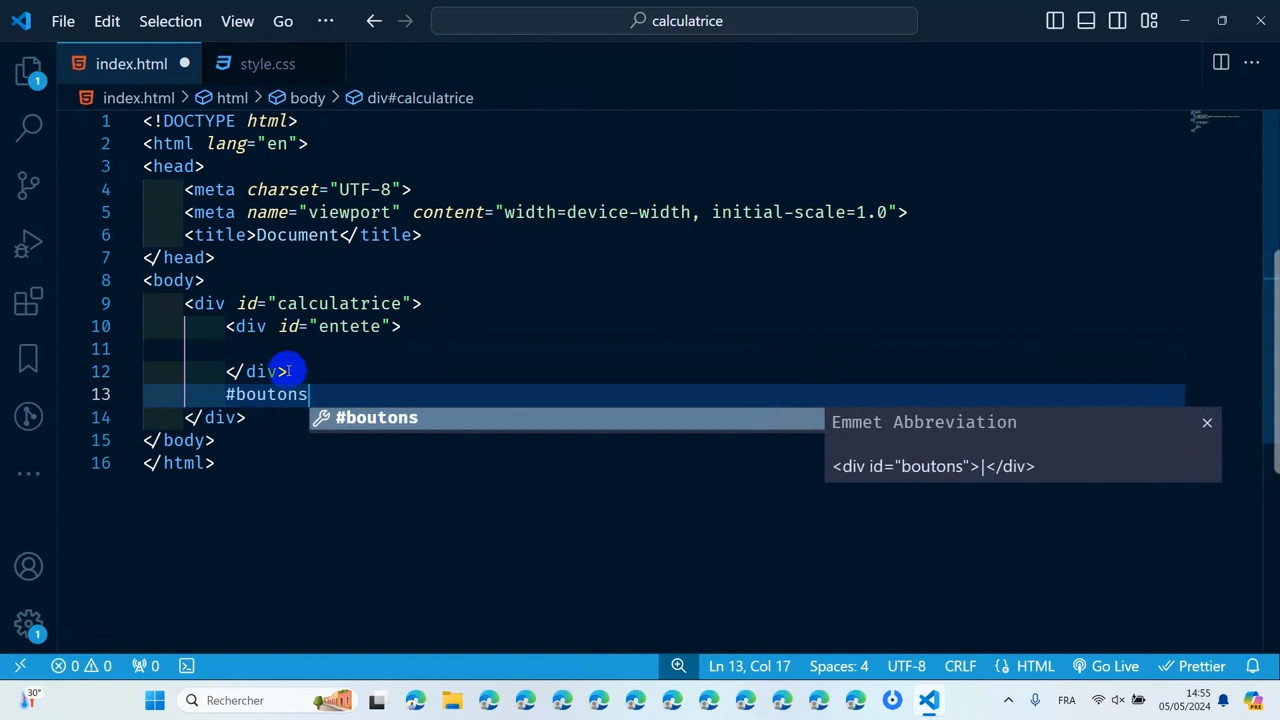 File Edit Selection View Go ··· calculatrice
index.html style.css
1
index.html > html > body > div#calculatrice
1 <!DOCTYPE html>
2 <html lang="en">
3 <head>
4 <meta charset="UTF-8">
5 <meta name="viewport" content="width=device-width, initial-scale=1.0">
6 <title>Document</title>
7 </head>
8 <body>
9 <div id="calculatrice">
10 <div id="entete">
11
12 </div>
13 #boutons
#boutons
Emmet Abbreviation
<div id="boutons">|</div>
14 </div>
15 </body>
16 </html>
1
0 0 0 Ln 13, Col 17 Spaces: 4 UTF-8 CRLF HTML Go Live Prettier
30° Rechercher FRA 14:55
05/05/2024
PRE